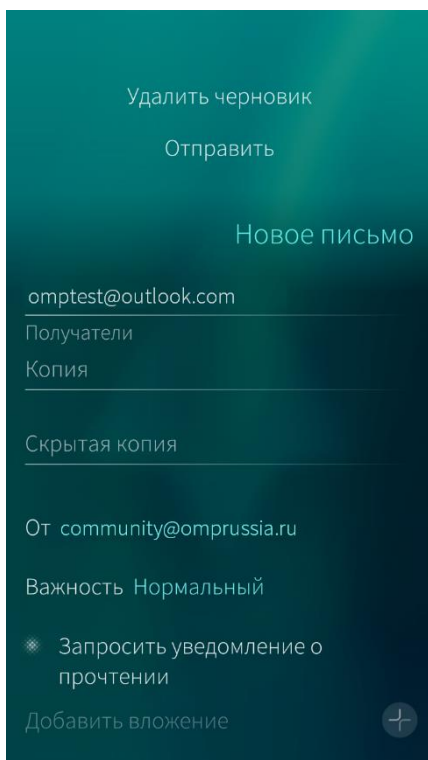 Удалить черновик
Отправить
Новое письмо
omptest@outlook.com
Получатели
Копия
Скрытая копия
От community@omprussia.ru
Важность Нормальный
Запросить уведомление о
прочтении
Добавить вложение